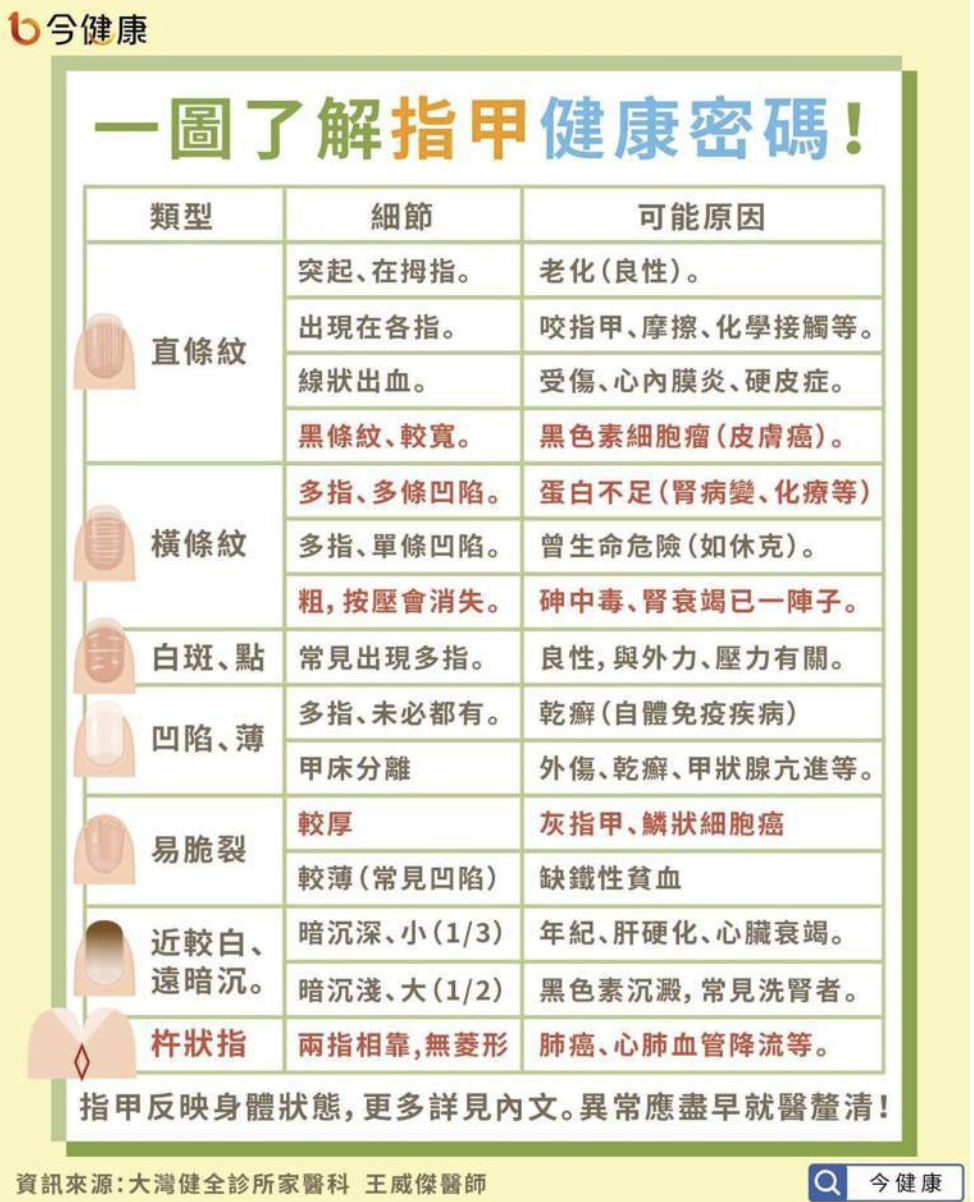 今健康
一圖了解指甲健康密碼!
類型 細節 可能原因
直條紋
突起、在拇指。 老化(良性)。
出現在各指。 咬指甲、摩擦、化學接觸等。
線狀出血。 受傷、心內膜炎、硬皮症。
黑條紋、較寬。 黑色素細胞瘤(皮膚癌)。
橫條紋
多指、多條凹陷。 蛋白不足(腎病變、化療等)
多指、單條凹陷。 曾生命危險(如休克)。
粗,按壓會消失。 砷中毒、腎衰竭已一陣子。
白斑、點 常見出現多指。 良性,與外力、壓力有關。
凹陷、薄
多指、未必都有。 乾癬(自體免疫疾病)
甲床分離 外傷、乾癬、甲狀腺亢進等。
易脆裂
較厚 灰指甲、鱗狀細胞癌
較薄(常見凹陷) 缺鐵性貧血
近較白、
遠暗沉。
暗沉深、小(1/3) 年紀、肝硬化、心臟衰竭。
暗沉淺、大(1/2) 黑色素沉澱,常見洗腎者。
杵狀指 兩指相靠,無菱形 肺癌、心肺血管降流等。
指甲反映身體狀態,更多詳見內文。異常應盡早就醫釐清!
資訊來源:大灣健全診所家醫科 王威傑醫師
今健康